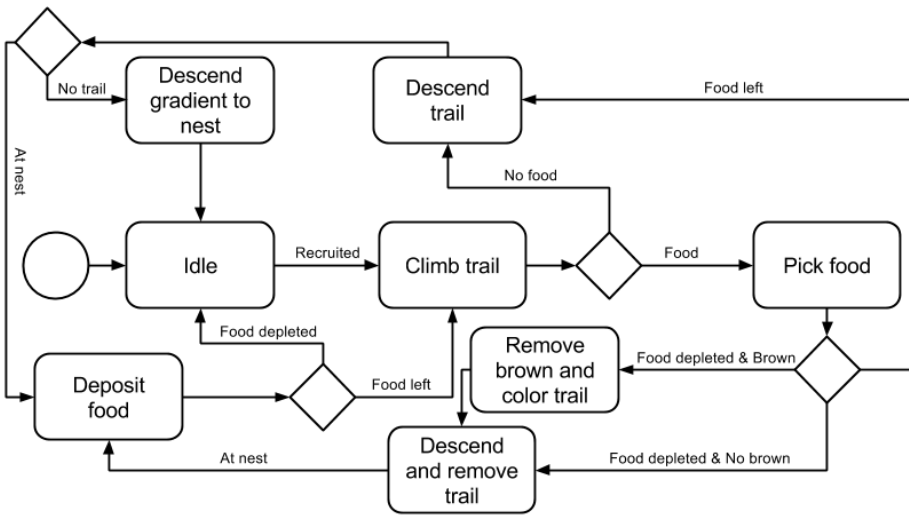 Descend
gradient to
nest
No trail
Descend
trail
Food left
At nest
No food
Idle
Recruited
Climb trail
Food
Pick food
Food depleted
Remove
brown and
color trail
Food depleted & Brown
Deposit
food
Food left
Descend
and remove
trail
At nest
Food depleted & No brown